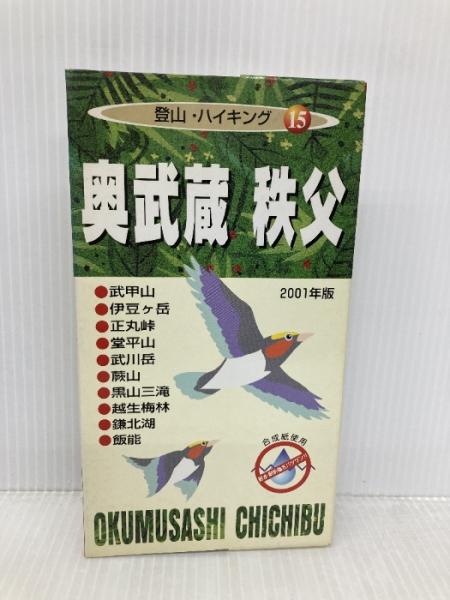 登山・ハイキング 15
奥武蔵 秩父
2001年版
●武甲山
●伊豆ヶ岳
●正丸峠
●堂平山
●武川岳
●蕨山
●黒山三滝
●越生梅林
●鎌北湖
●飯能
合成紙使用
OKUMUSASHI CHICHIBU